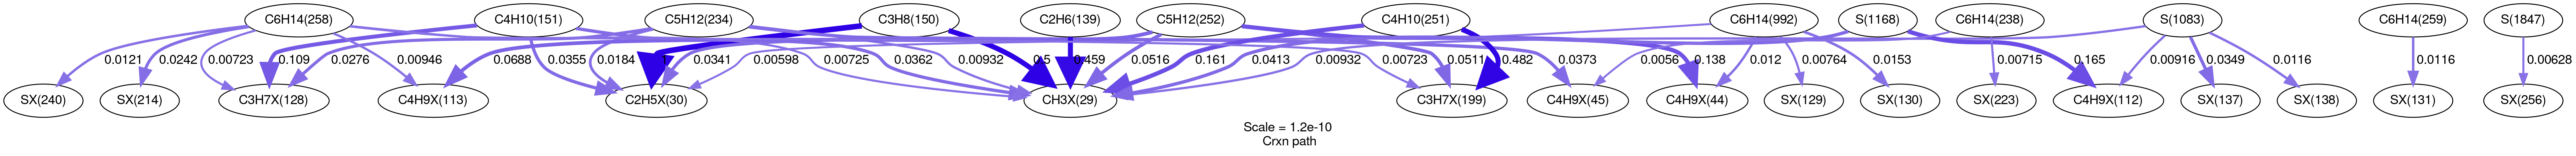 C6H14(258) C4H10(151) C5H12(234) C3H8(150) C2H6(139) C5H12(252) C4H10(251) C6H14(992) S(1168) C6H14(238) S(1083) C6H14(259) S(1847)
0.0121 0.0242 0.00723 0.109 0.0276 0.00946 0.0688 0.0355 0.0184 1 0.0341 0.00598 0.00725 0.0362 0.00932 0.5 0.459 0.0516 0.161 0.0413 0.00932 0.00723 0.0511 0.482 0.0373 0.0056 0.138 0.012 0.00764 0.0153 0.00715 0.165 0.00916 0.0349 0.0116 0.0116 0.00628
SX(240) SX(214) C3H7X(128) C4H9X(113) C2H5X(30) CH3X(29) C3H7X(199) C4H9X(45) C4H9X(44) SX(129) SX(130) SX(223) C4H9X(112) SX(137) SX(138) SX(131) SX(256)
Scale = 1.2e-10
Crxn path